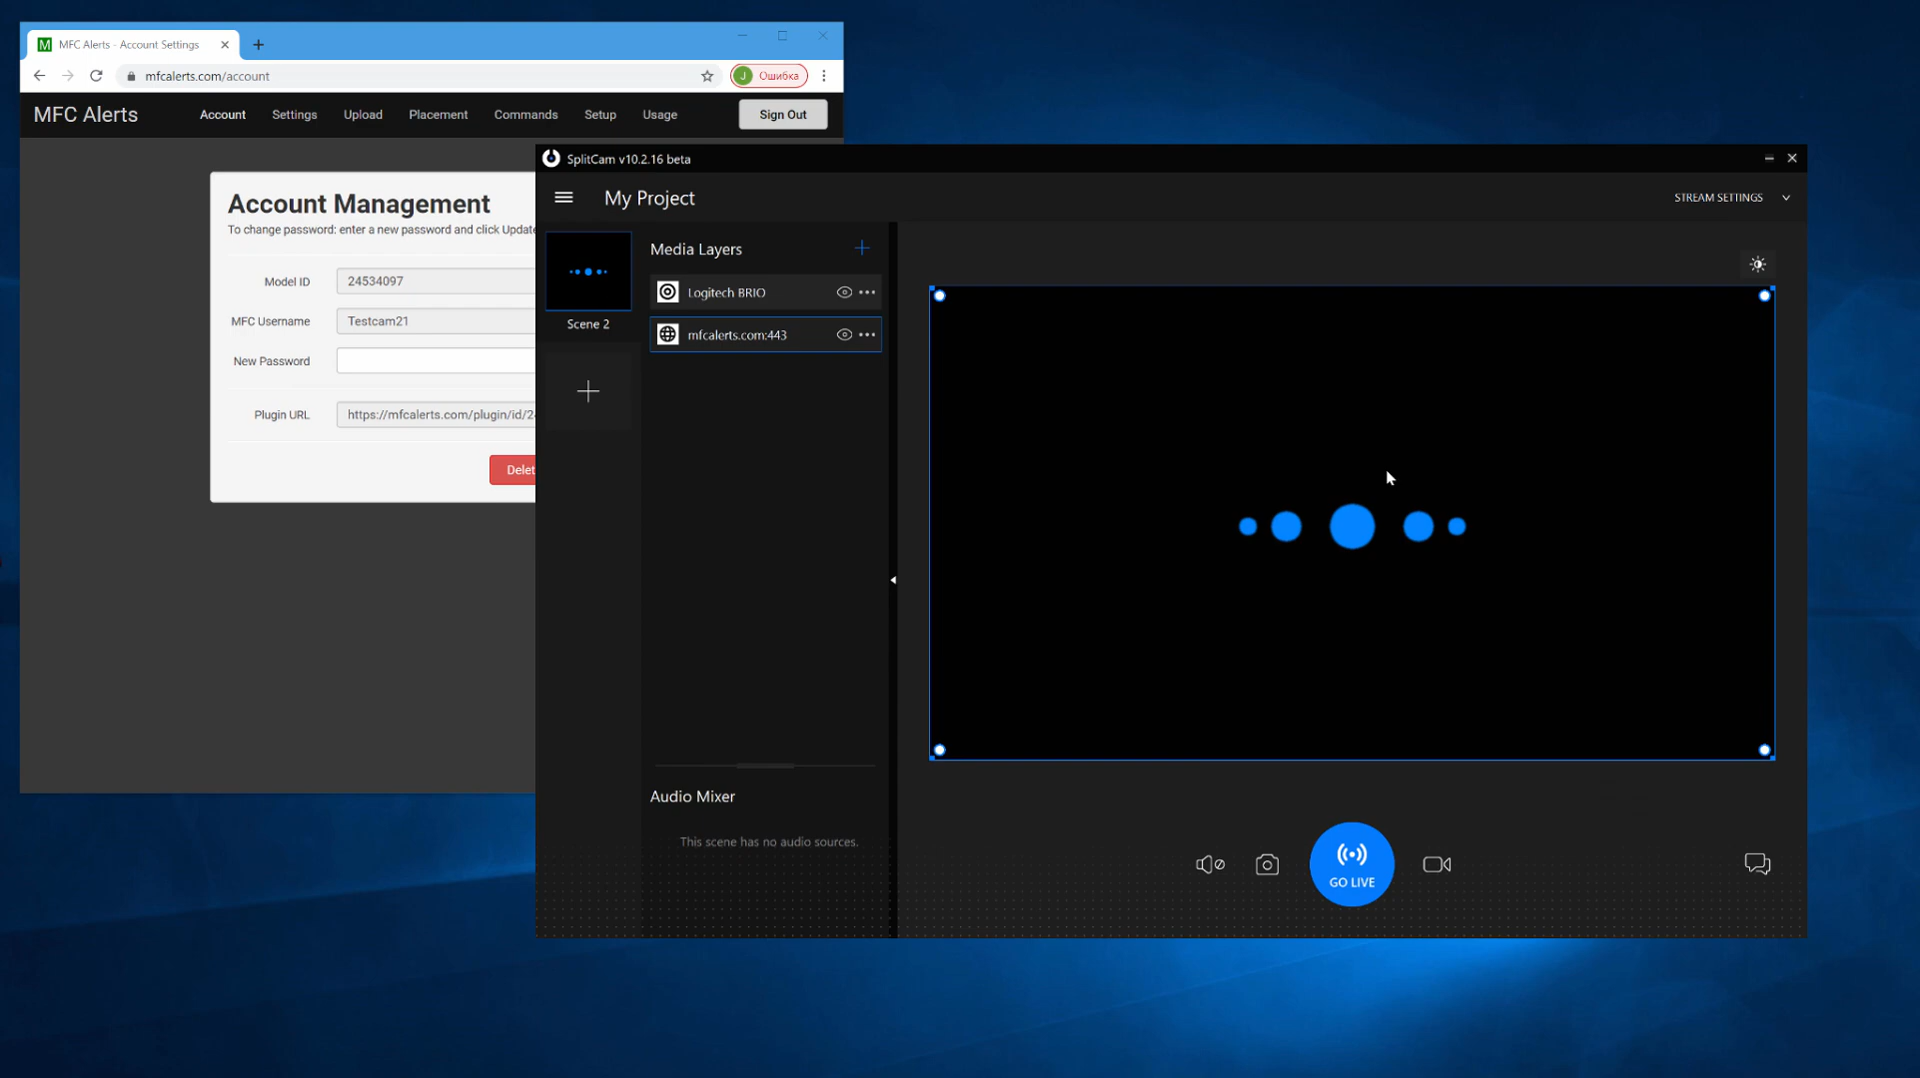 M MFC Alerts - Account Settings
mfcalerts.com/account
J Ошибка
MFC Alerts
Account Settings Upload Placement Commands Setup Usage Sign Out
Account Management
To change password: enter a new password and click Update
Model ID 24534097
MFC Username Testcam21
New Password
Plugin URL https://mfcalerts.com/plugin/id/2
Delet
SplitCam v10.2.16 beta
My Project
STREAM SETTINGS
Scene 2
Media Layers
Logitech BRIO
mfcalerts.com:443
Audio Mixer
This scene has no audio sources.
GO LIVE